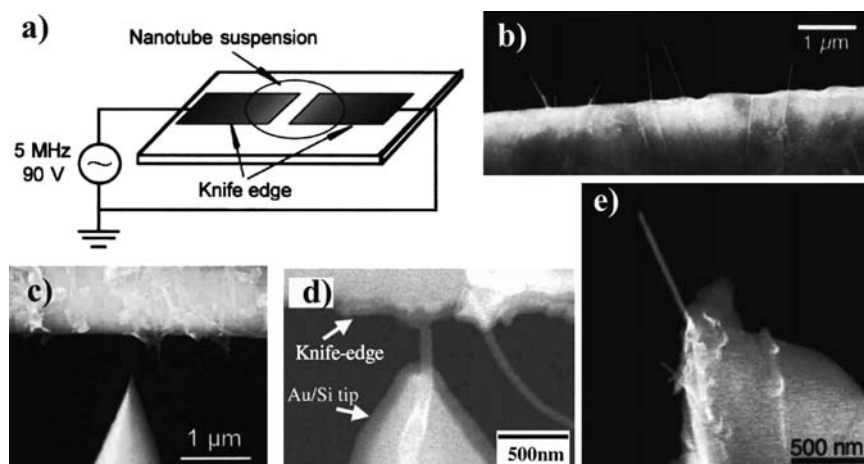 a)
Nanotube suspension
5 MHz
90 V
Knife edge
b)
1 µm
c)
1 µm
d)
Knife-edge
Au/Si tip
500nm
e)
500 nm